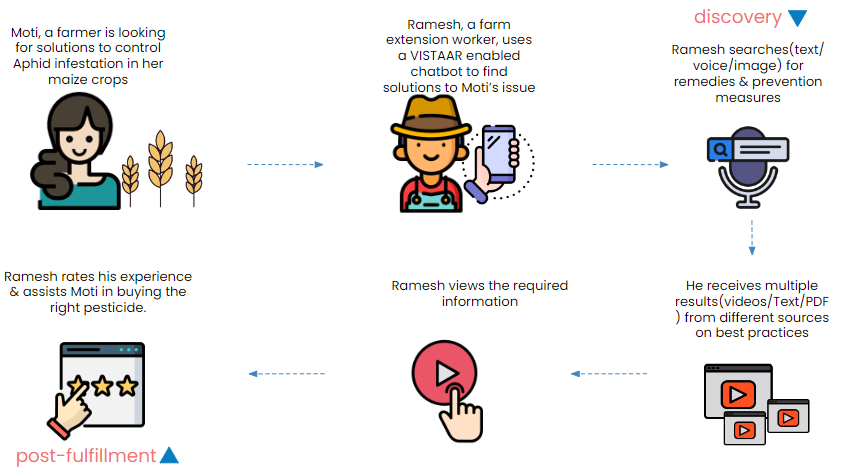 Moti, a farmer is looking
for solutions to control
Aphid infestation in her
maize crops
Ramesh, a farm
extension worker, uses
a VISTAAR enabled
chatbot to find
solutions to Moti's issue
discovery
Ramesh searches(text/
voice/image) for
remedies & prevention
measures
He receives multiple
results(videos/Text/PDF
) from different sources
on best practices
Ramesh views the required
information
Ramesh rates his experience
& assists Moti in buying the
right pesticide.
post-fulfillment